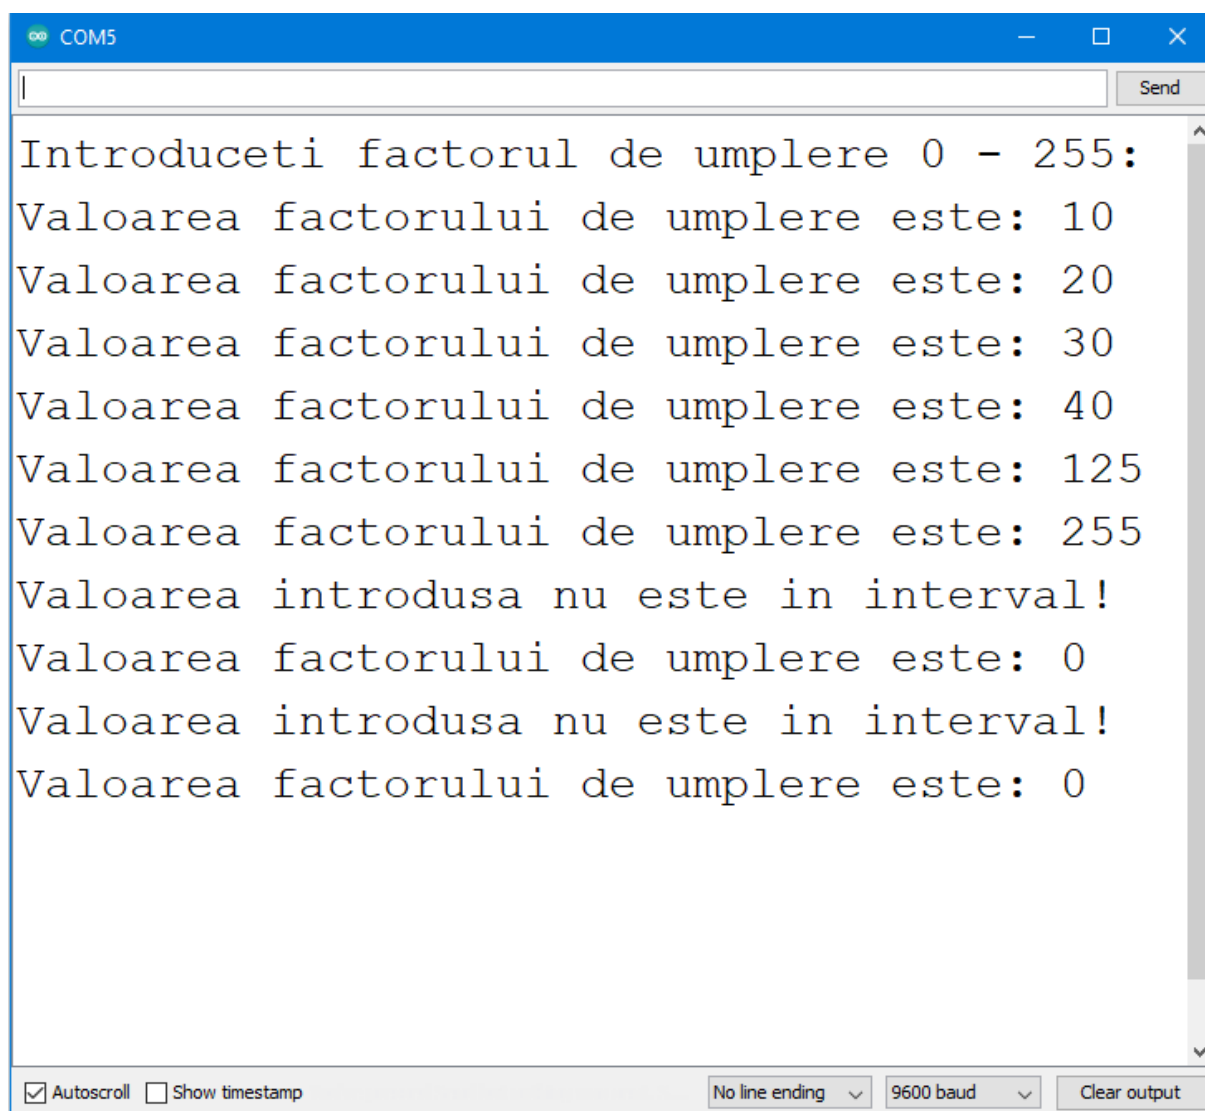 COM5
Send
Introduceti factorul de umplere 0 - 255:
Valoarea factorului de umplere este: 10
Valoarea factorului de umplere este: 20
Valoarea factorului de umplere este: 30
Valoarea factorului de umplere este: 40
Valoarea factorului de umplere este: 125
Valoarea factorului de umplere este: 255
Valoarea introdusa nu este in interval!
Valoarea factorului de umplere este: 0
Valoarea introdusa nu este in interval!
Valoarea factorului de umplere este: 0
Autoscroll Show timestamp No line ending 9600 baud Clear output